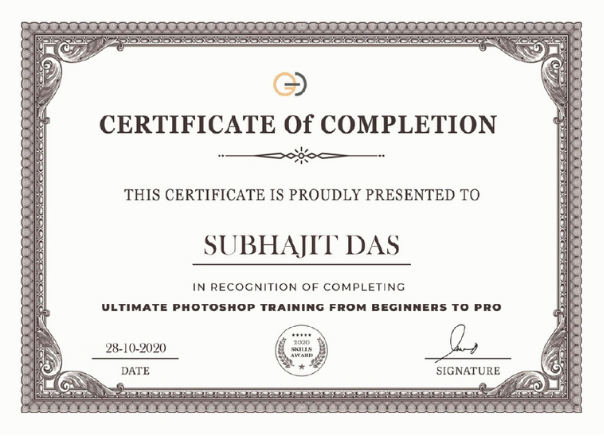 CERTIFICATE Of COMPLETION
THIS CERTIFICATE IS PROUDLY PRESENTED TO
SUBHAJIT DAS
IN RECOGNITION OF COMPLETING
ULTIMATE PHOTOSHOP TRAINING FROM BEGINNERS TO PRO
28-10-2020
DATE
2020
SKILLS
AWARD
SIGNATURE